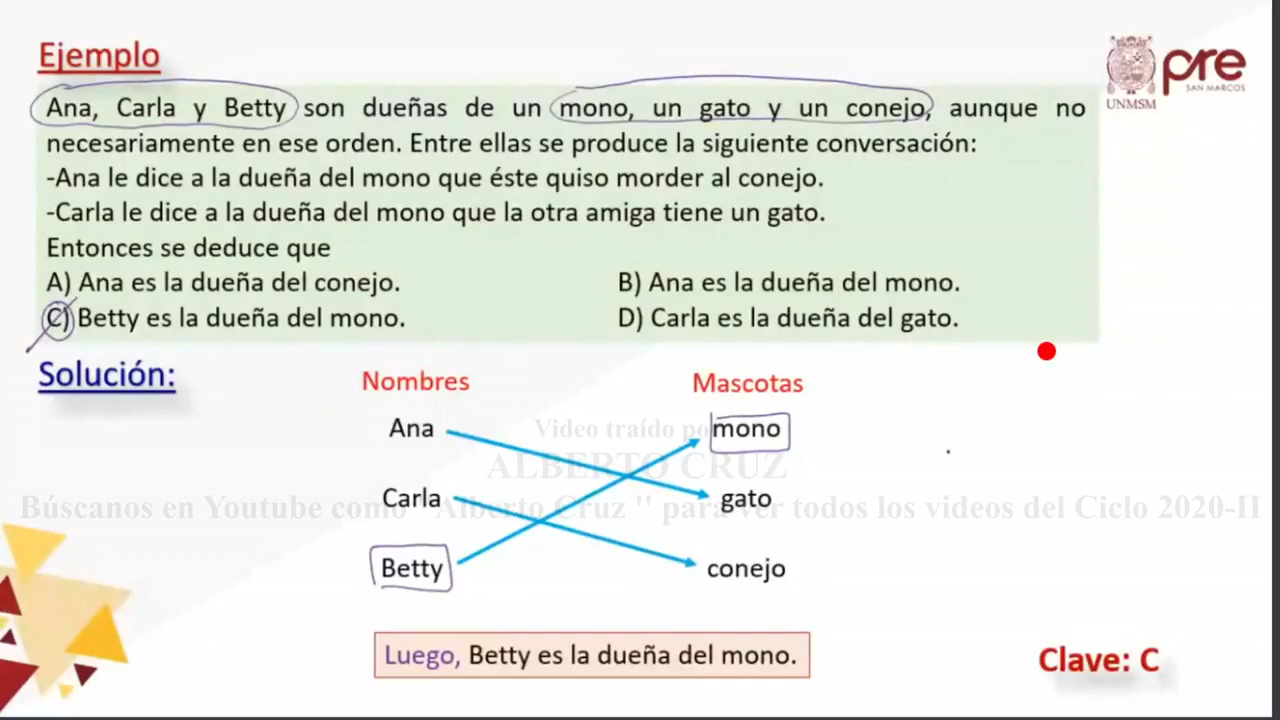 Ejemplo
pre
SAN MARCOS
UNMSM
Ana, Carla y Betty son dueñas de un mono, un gato y un conejo, aunque no
necesariamente en ese orden. Entre ellas se produce la siguiente conversación:
-Ana le dice a la dueña del mono que éste quiso morder al conejo.
-Carla le dice a la dueña del mono que la otra amiga tiene un gato.
Entonces se deduce que
A) Ana es la dueña del conejo. B) Ana es la dueña del mono.
C) Betty es la dueña del mono. D) Carla es la dueña del gato.
Solución:
Nombres Mascotas
Ana Video traído por mono
ALBERTO CRUZ
Carla gato
Búscanos en Youtube como "Alberto Cruz " para ver todos los videos del Ciclo 2020-II
Betty conejo
Luego, Betty es la dueña del mono.
Clave: C